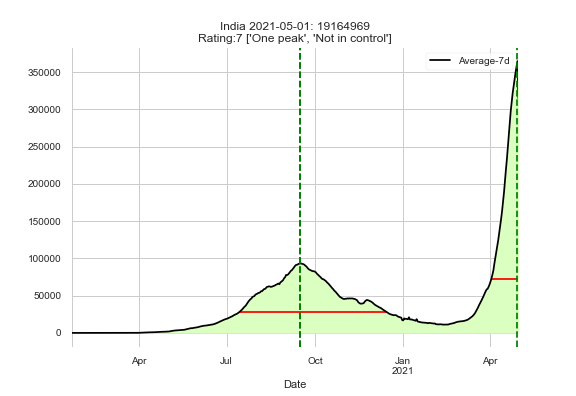 India 2021-05-01: 19164969
Rating:7 ['One peak', 'Not in control']
Average-7d
350000
300000
250000
200000
150000
100000
50000
0
Apr
Jul
Oct
Jan
2021
Apr
Date